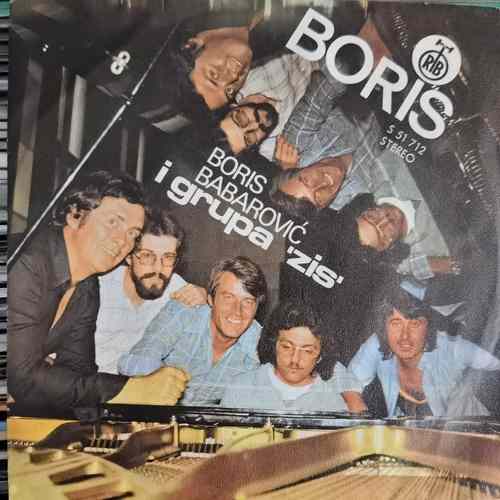 BORIS
RTB
S 51 712
STEREO
BORIS
BABAROVIĆ
i grupa 'zis'